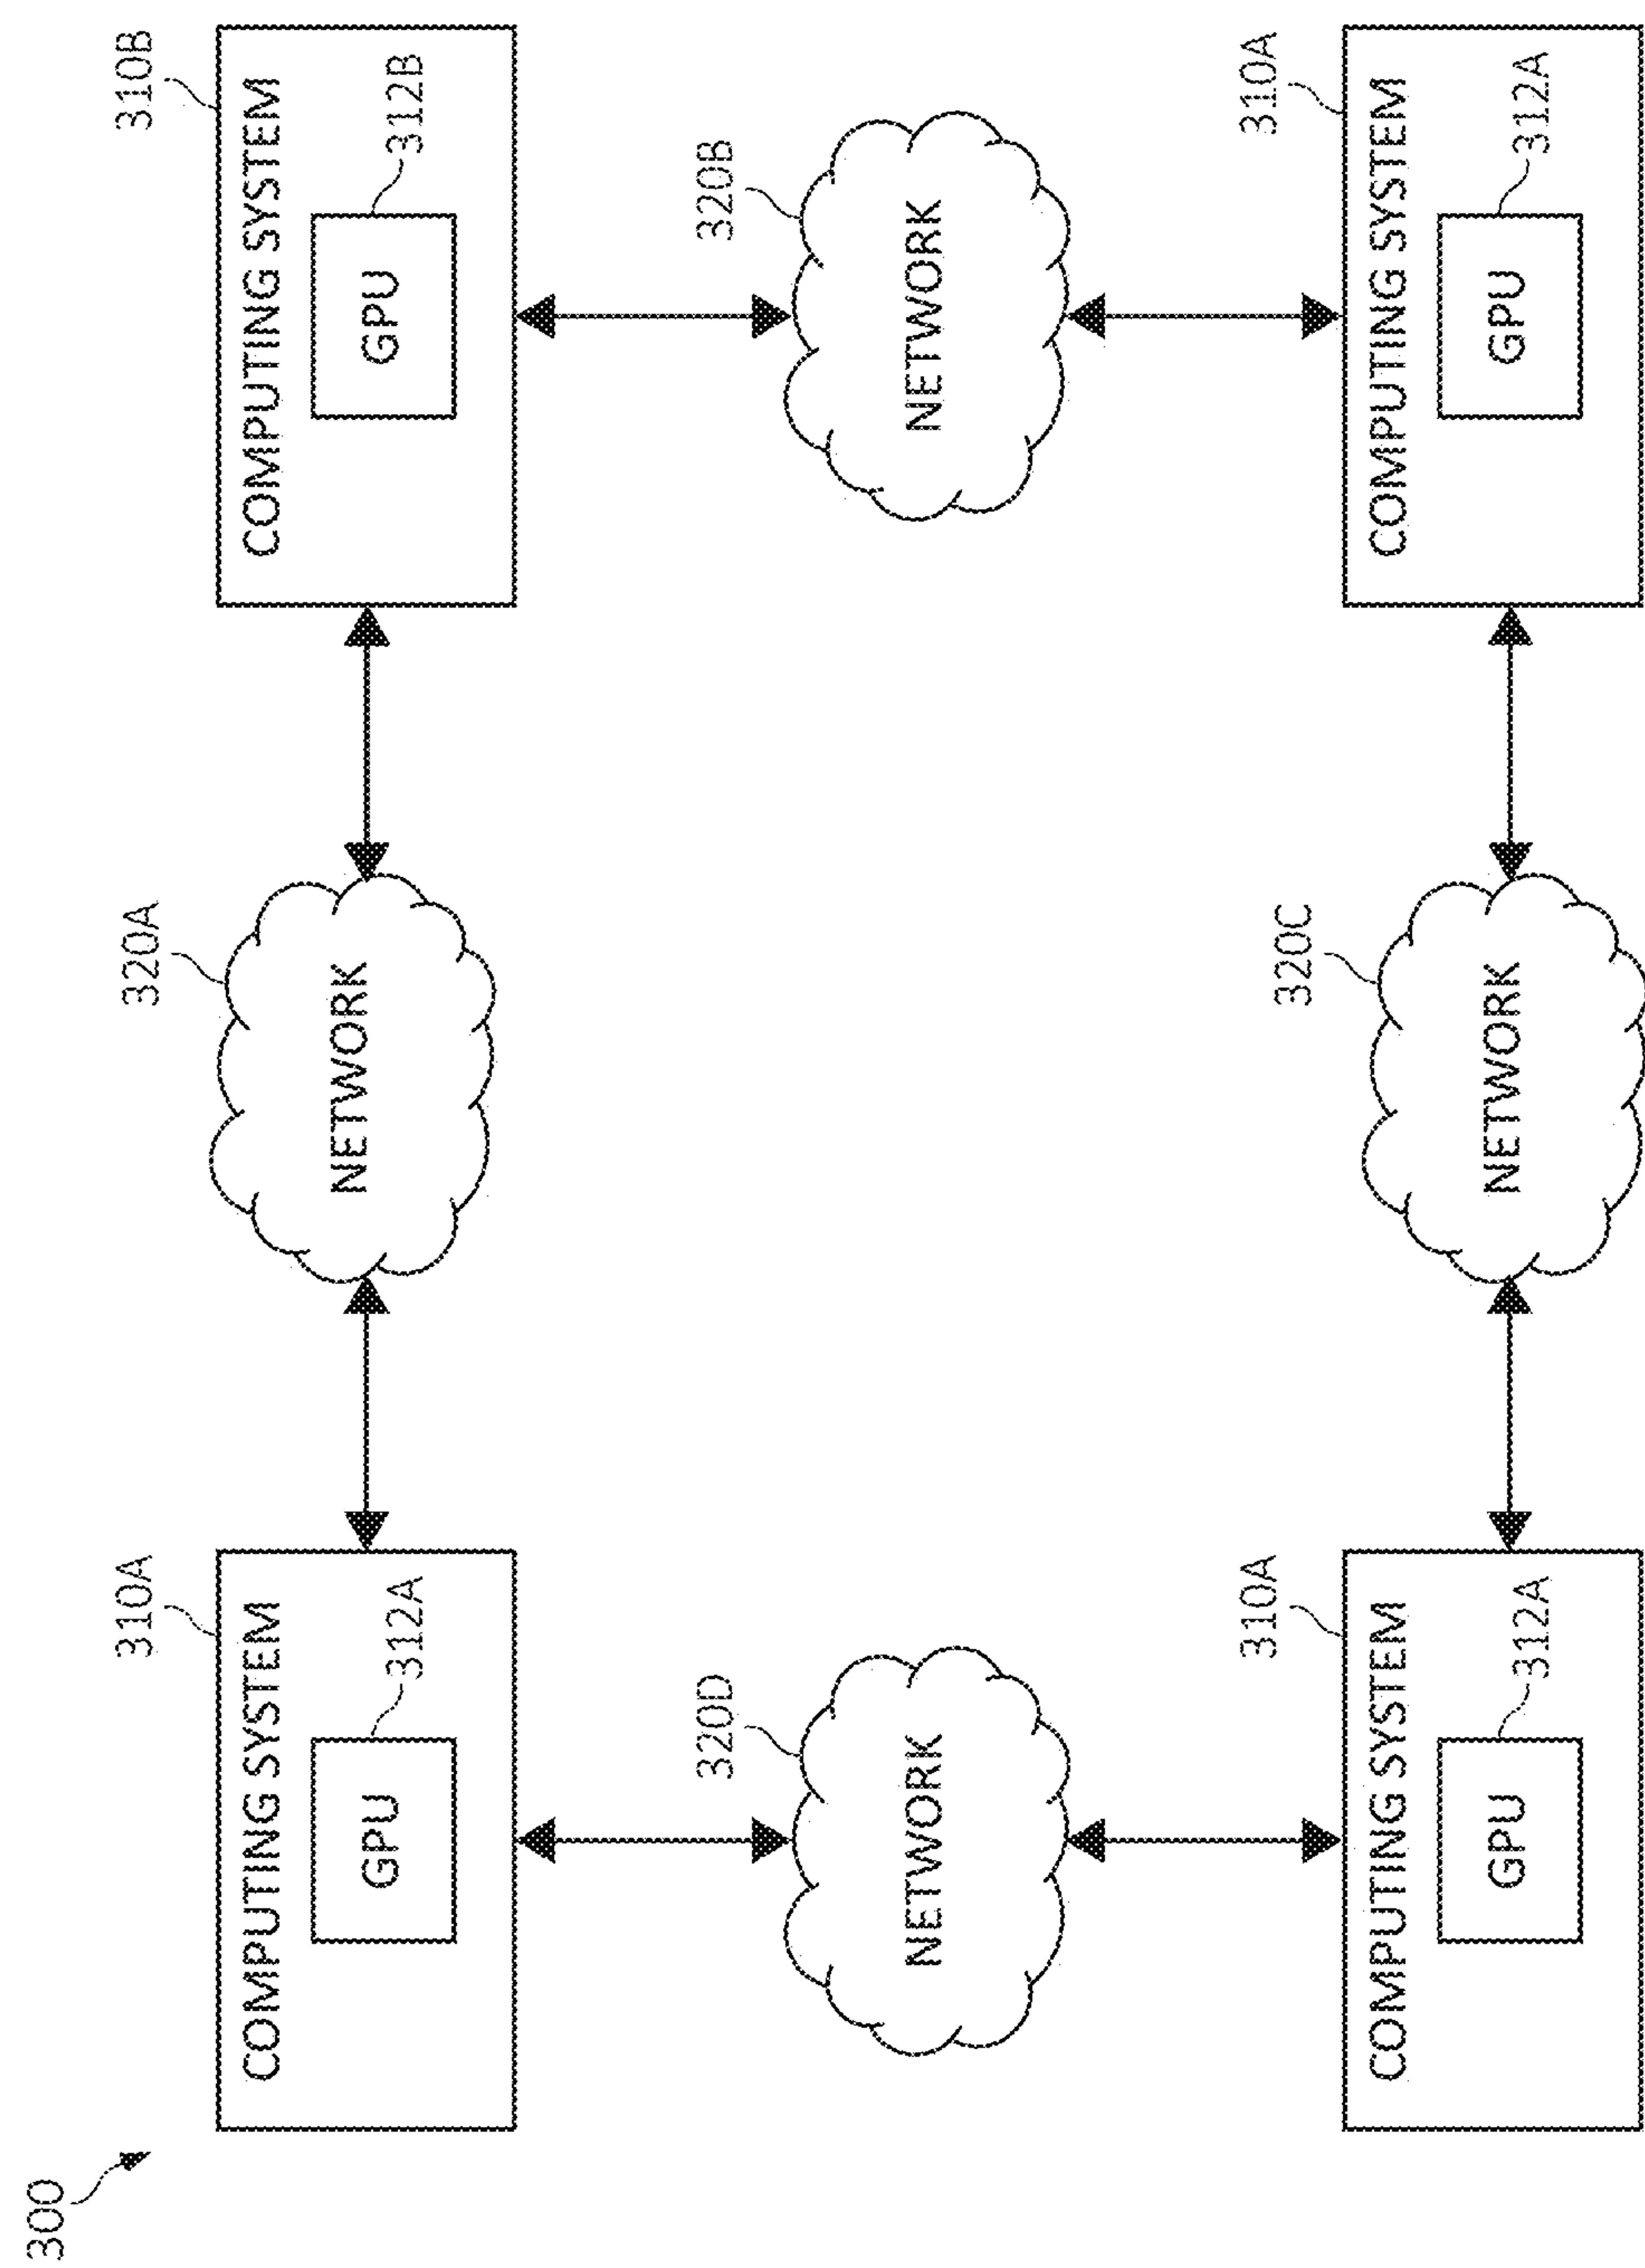 300
310A
COMPUTING SYSTEM
GPU
312A
320A
NETWORK
310B
COMPUTING SYSTEM
GPU
312B
320D
NETWORK
320B
NETWORK
310A
COMPUTING SYSTEM
GPU
312A
320C
NETWORK
310A
COMPUTING SYSTEM
GPU
312A